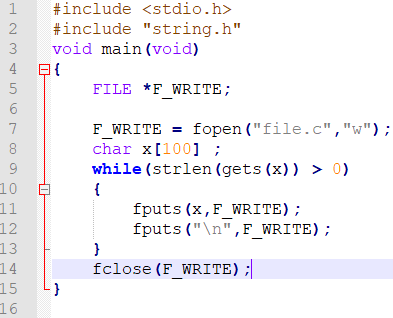 1 #include <stdio.h>
2 #include "string.h"
3 void main(void)
4 {
5 FILE *F_WRITE;
6
7 F_WRITE = fopen("file.c","w");
8 char x[100] ;
9 while(strlen(gets(x)) > 0)
10 {
11 fputs(x,F_WRITE);
12 fputs("\n",F_WRITE);
13 }
14 fclose(F_WRITE);
15 }
16